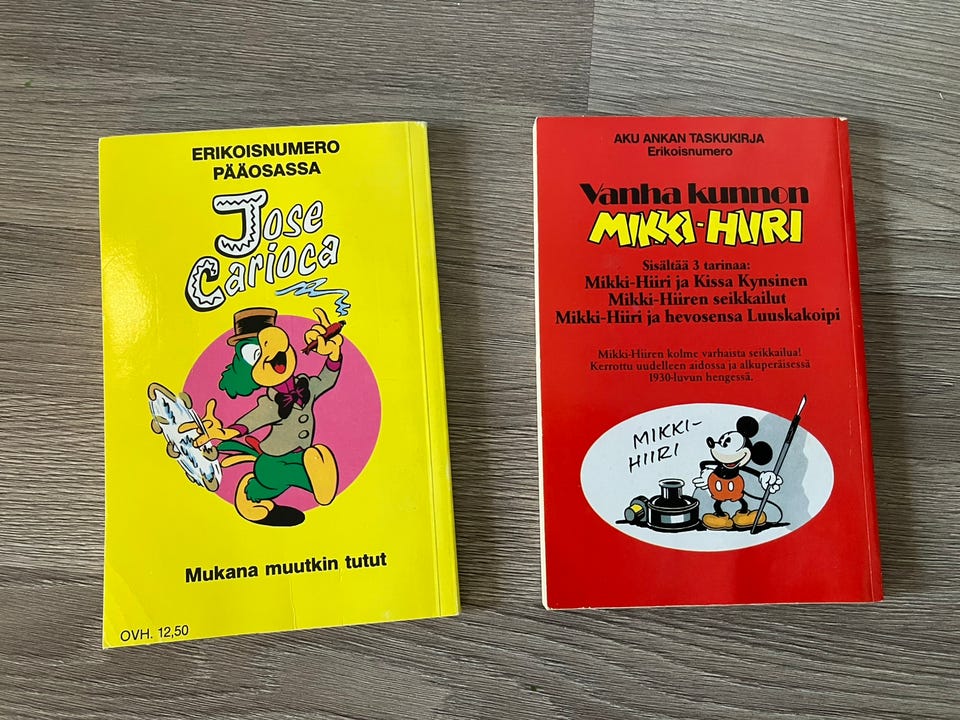 ERIKOISNUMERO
PÄÄOSASSA
Jose
Carioca
Mukana muutkin tutut
OVH. 12,50
AKU ANKAN TASKUKIRJA
Erikoisnumero
Vanha kunnon
MIKKI-HIIRI
Sisältää 3 tarinaa:
Mikki-Hiiri ja Kissa Kynsinen
Mikki-Hiiren seikkailut
Mikki-Hiiri ja hevosensa Luuskakoipi
Mikki-Hiiren kolme varhaista seikkailua!
Kerrottu uudelleen aidossa ja alkuperäisessä
1930-luvun hengessä.
MIKKI-
HIIRI